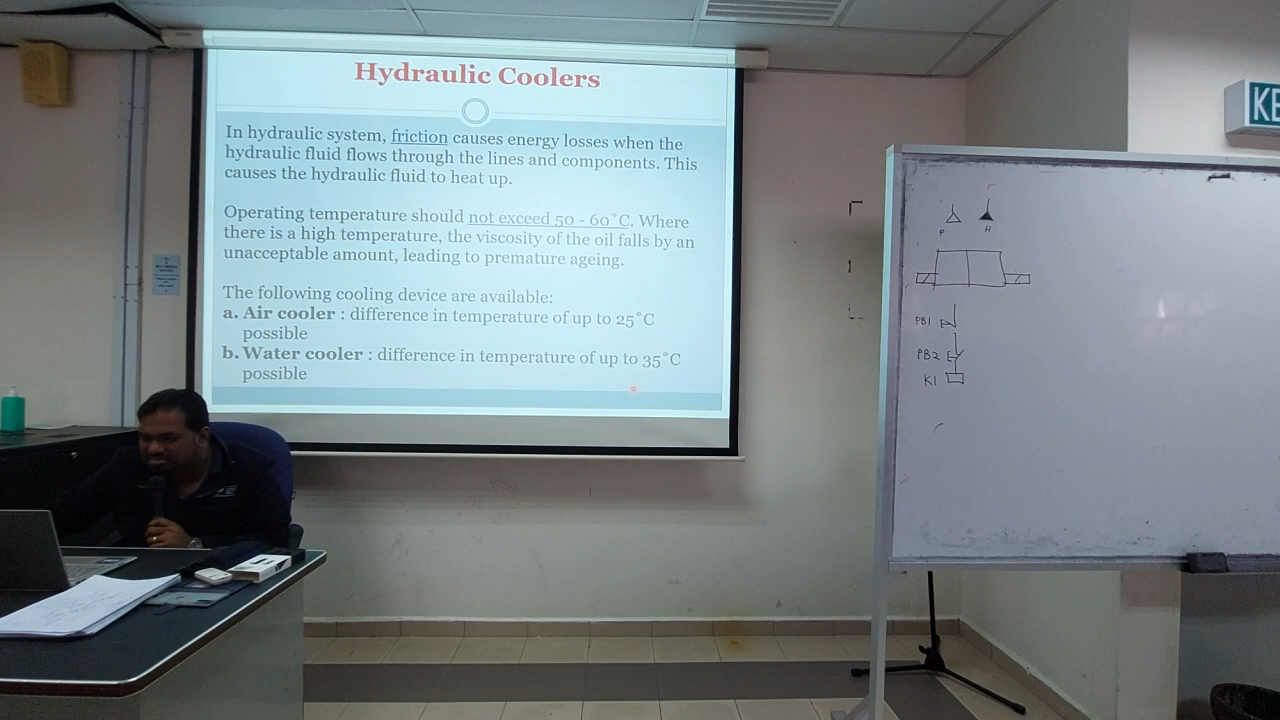 Hydraulic Coolers
In hydraulic system, friction causes energy losses when the
hydraulic fluid flows through the lines and components. This
causes the hydraulic fluid to heat up.
Operating temperature should not exceed 50 - 60°C. Where
there is a high temperature, the viscosity of the oil falls by an
unacceptable amount, leading to premature ageing.
The following cooling device are available:
a. Air cooler : difference in temperature of up to 25°C
possible
b. Water cooler : difference in temperature of up to 35°C
possible
KE
P H
PB1
PB2
K1